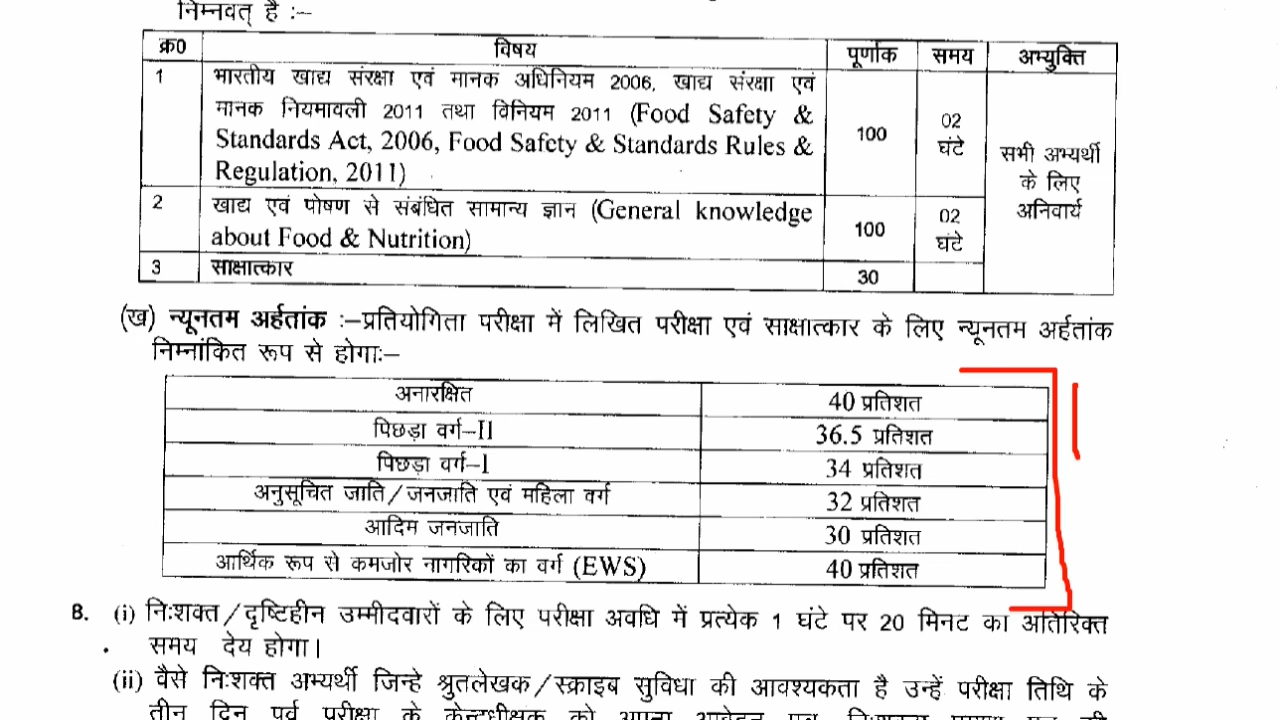 निम्नवत् है :–
क्र0 विषय पूर्णांक समय अभ्युक्ति
1 भारतीय खाद्य संरक्षा एवं मानक अधिनियम 2006, खाद्य संरक्षा एवं
मानक नियमावली 2011 तथा विनियम 2011 (Food Safety &
Standards Act, 2006, Food Safety & Standards Rules &
Regulation, 2011)
100
02
घंटे
सभी अभ्यर्थी
के लिए
अनिवार्य
2 खाद्य एवं पोषण से संबंधित सामान्य ज्ञान (General knowledge
about Food & Nutrition)
100
02
घंटे
3 साक्षात्कार 30
(ख) न्यूनतम अर्हतांक :–प्रतियोगिता परीक्षा में लिखित परीक्षा एवं साक्षात्कार के लिए न्यूनतम अर्हतांक
निम्नांकित रूप से होगाः–
अनारक्षित 40 प्रतिशत
पिछड़ा वर्ग–II 36.5 प्रतिशत
पिछड़ा वर्ग–I 34 प्रतिशत
अनुसूचित जाति/जनजाति एवं महिला वर्ग 32 प्रतिशत
आदिम जनजाति 30 प्रतिशत
आर्थिक रूप से कमजोर नागरिकों का वर्ग (EWS) 40 प्रतिशत
8. (i) नि:शक्त/दृष्टिहीन उम्मीदवारों के लिए परीक्षा अवधि में प्रत्येक 1 घंटे पर 20 मिनट का अतिरिक्त
समय देय होगा।
(ii) वैसे नि:शक्त अभ्यर्थी जिन्हे श्रुतलेखक/स्क्राइब सुविधा की आवश्यकता है उन्हें परीक्षा तिथि के
तीन दिन पूर्व परीक्षा के केन्द्राधीक्षक को अपना आवेदन